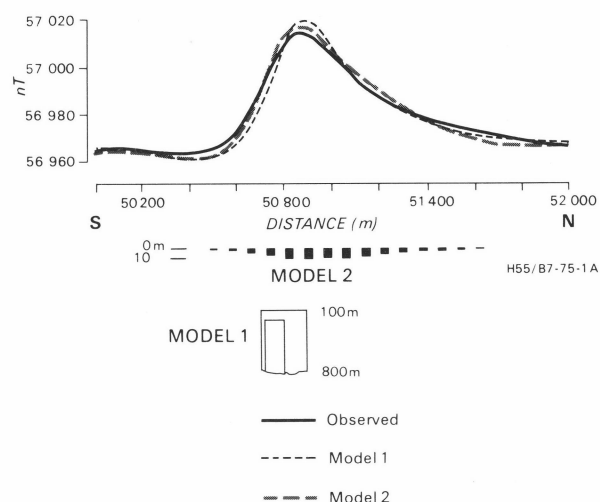 57 020
57 000
56 980
56 960
nT
50 200
50 800
51 400
52 000
S
DISTANCE (m)
N
0m
10
MODEL 2
H55/B7-75-1A
MODEL 1
100m
800m
Observed
Model 1
Model 2